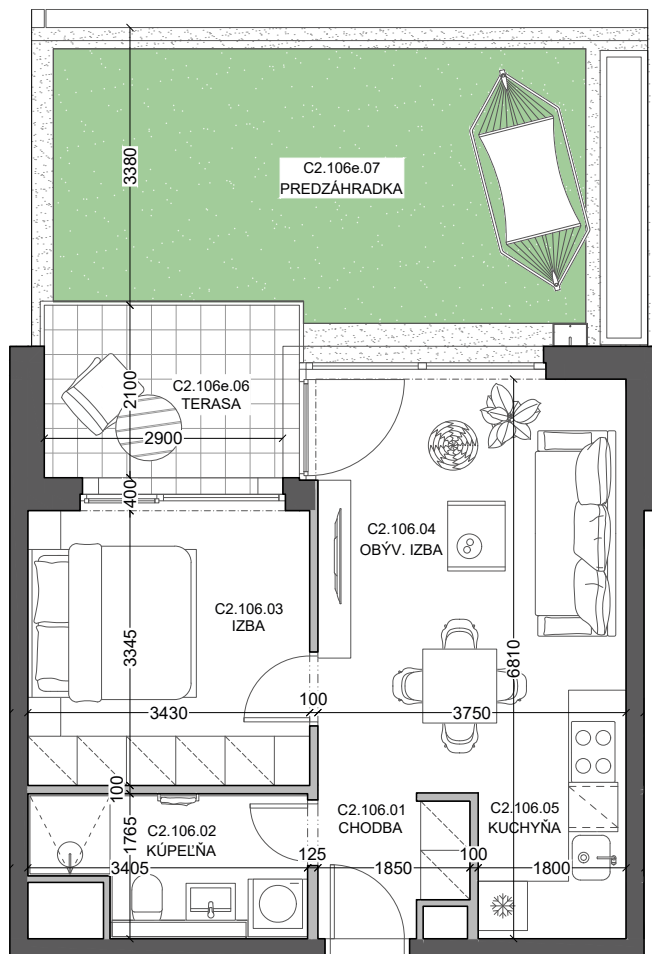 3380
C2.106e.07
PREDZÁHRADKA
2100
C2.106e.06
TERASA
2900
400
C2.106.04
OBÝV. IZBA
C2.106.03
IZBA
3345
6810
100
3430
3750
100
1765
C2.106.02
KÚPEĽŇA
C2.106.01
CHODBA
C2.106.05
KUCHYŇA
3405
125
1850
100
1800